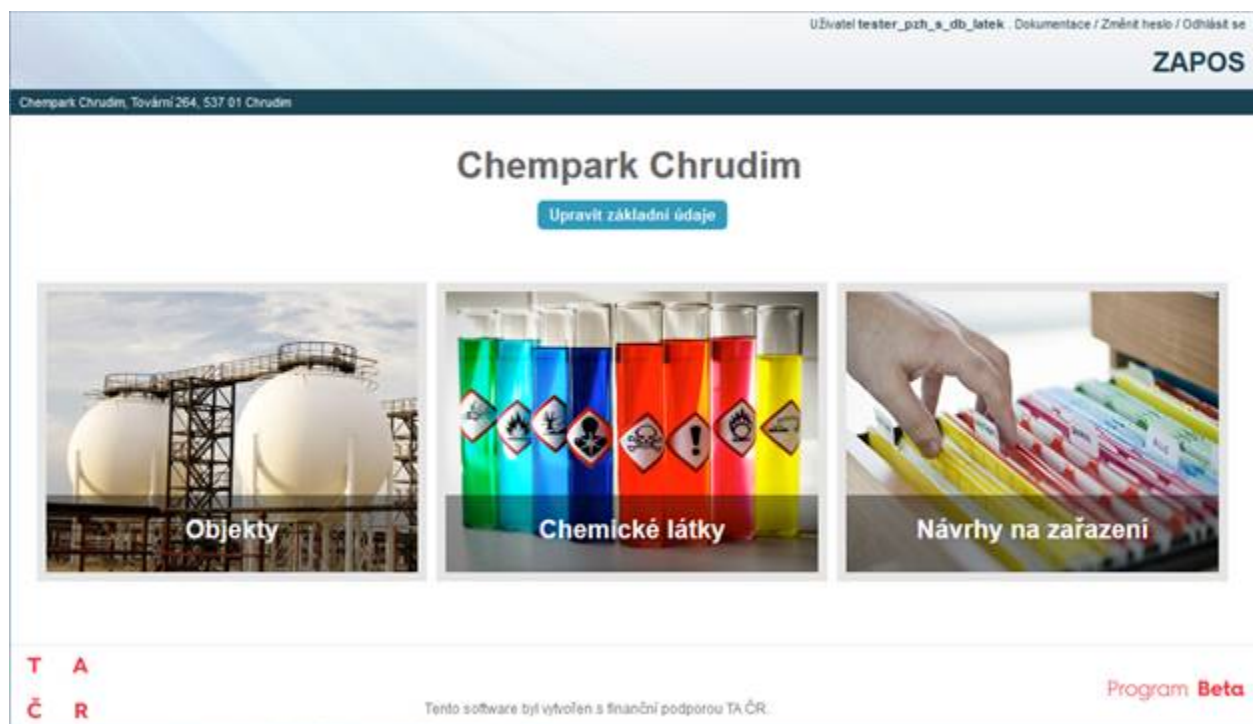 Uživatel tester_pzh_s_db_latek . Dokumentace / Změnit heslo / Odhlásit se
ZAPOS
Chempark Chrudim, Tovární 264, 537 01 Chrudim
Chempark Chrudim
Upravit základní údaje
Objekty
Chemické látky
Návrhy na zařazení
T A
Č R
Tento software byl vytvořen s finanční podporou TA ČR.
Program Beta